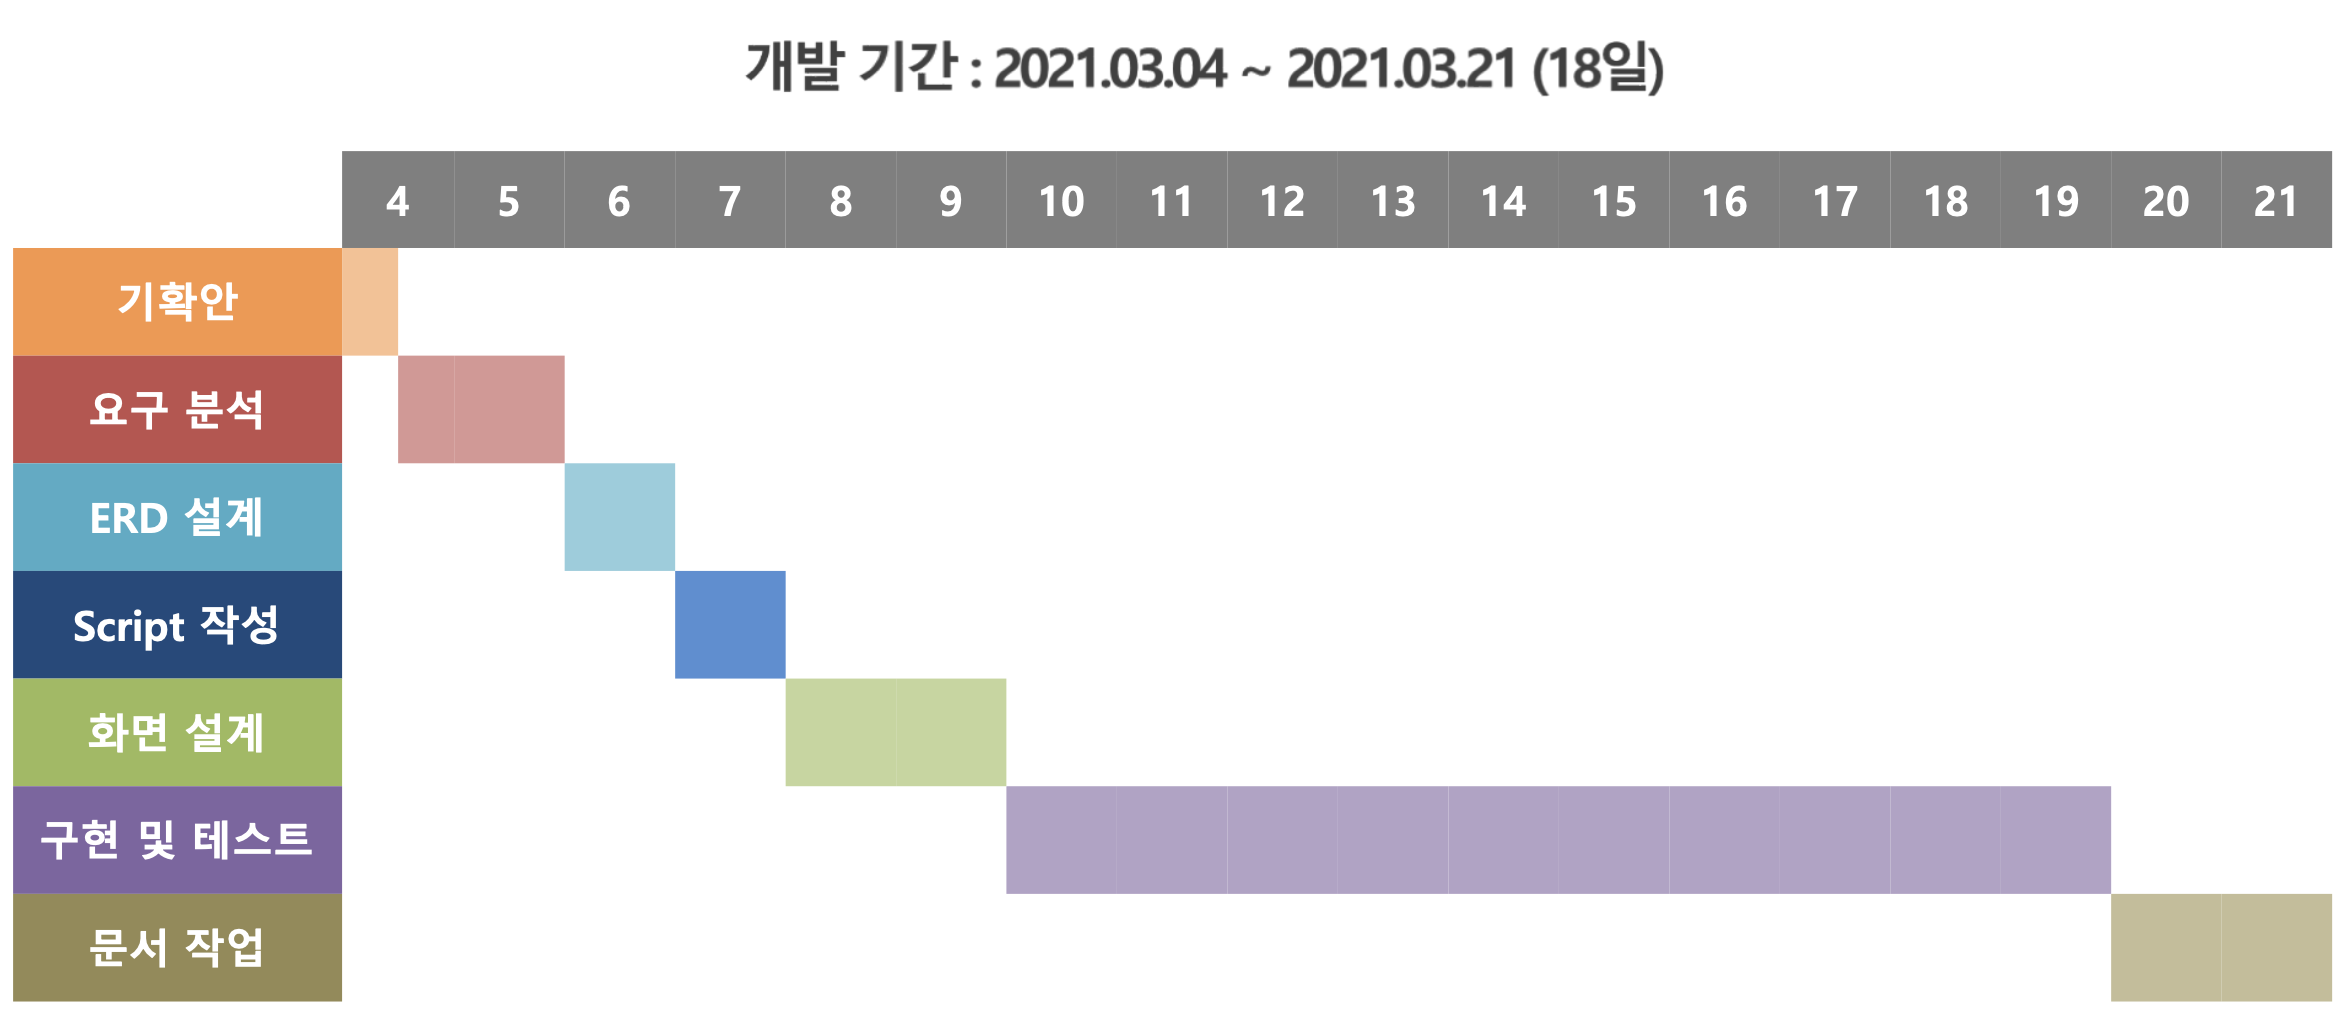 개발 기간 : 2021.03.04 ~ 2021.03.21 (18일)
4 5 6 7 8 9 10 11 12 13 14 15 16 17 18 19 20 21
기확안
요구 분석
ERD 설계
Script 작성
화면 설계
구현 및 테스트
문서 작업